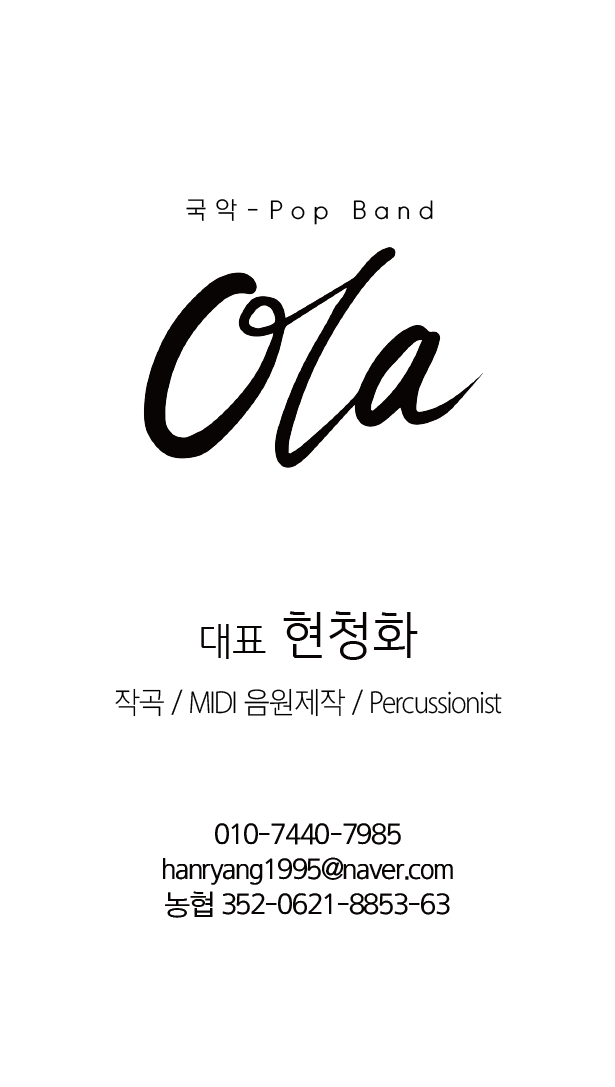 국악-Pop Band
Ola
대표 현청화
작곡 / MIDI 음원제작 / Percussionist
010-7440-7985
hanryang1995@naver.com
농협 352-0621-8853-63